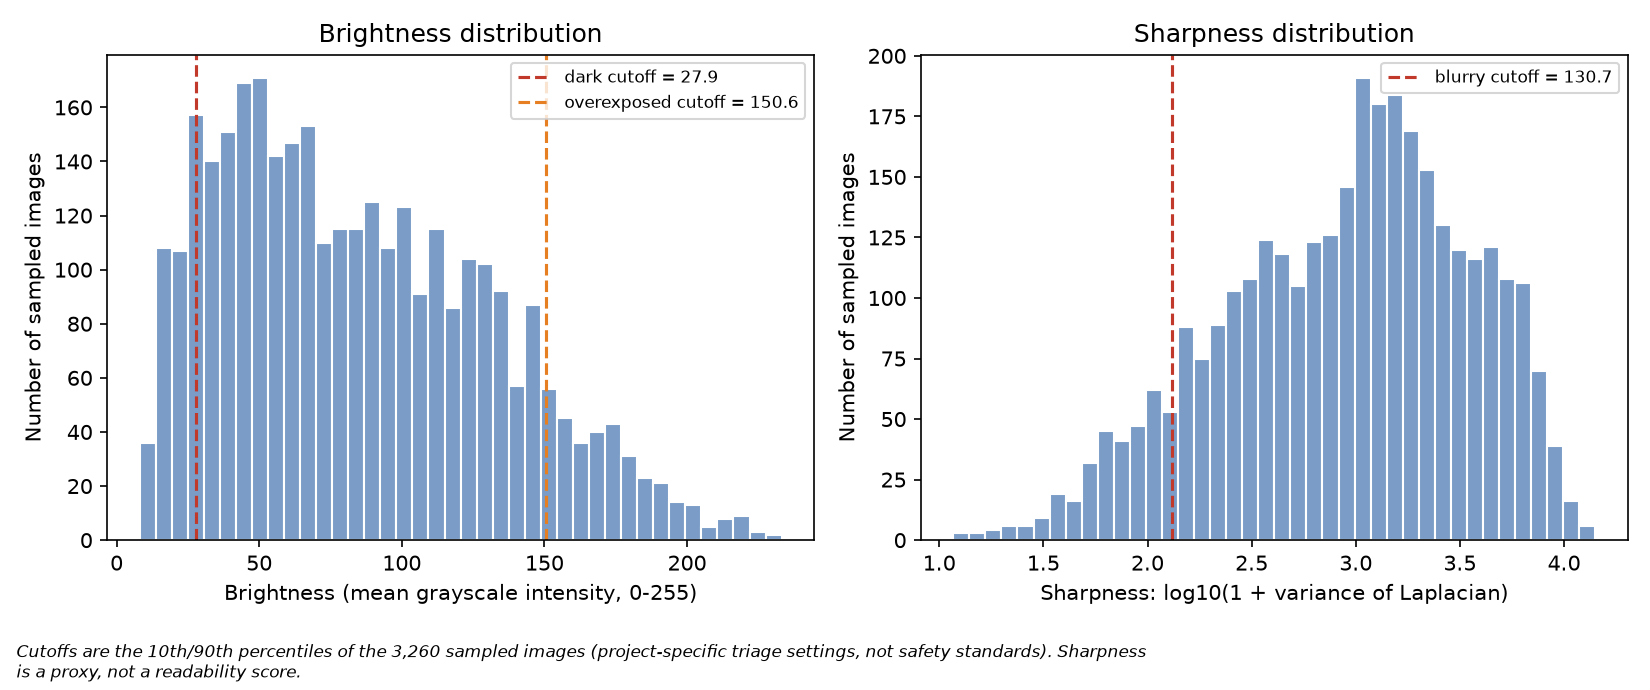 Brightness distribution
dark cutoff = 27.9
overexposed cutoff = 150.6
Number of sampled images
160
140
120
100
80
60
40
20
0
0 50 100 150 200
Brightness (mean grayscale intensity, 0-255)
Sharpness distribution
blurry cutoff = 130.7
Number of sampled images
200
175
150
125
100
75
50
25
0
1.0 1.5 2.0 2.5 3.0 3.5 4.0
Sharpness: log10(1 + variance of Laplacian)
Cutoffs are the 10th/90th percentiles of the 3,260 sampled images (project-specific triage settings, not safety standards). Sharpness
is a proxy, not a readability score.